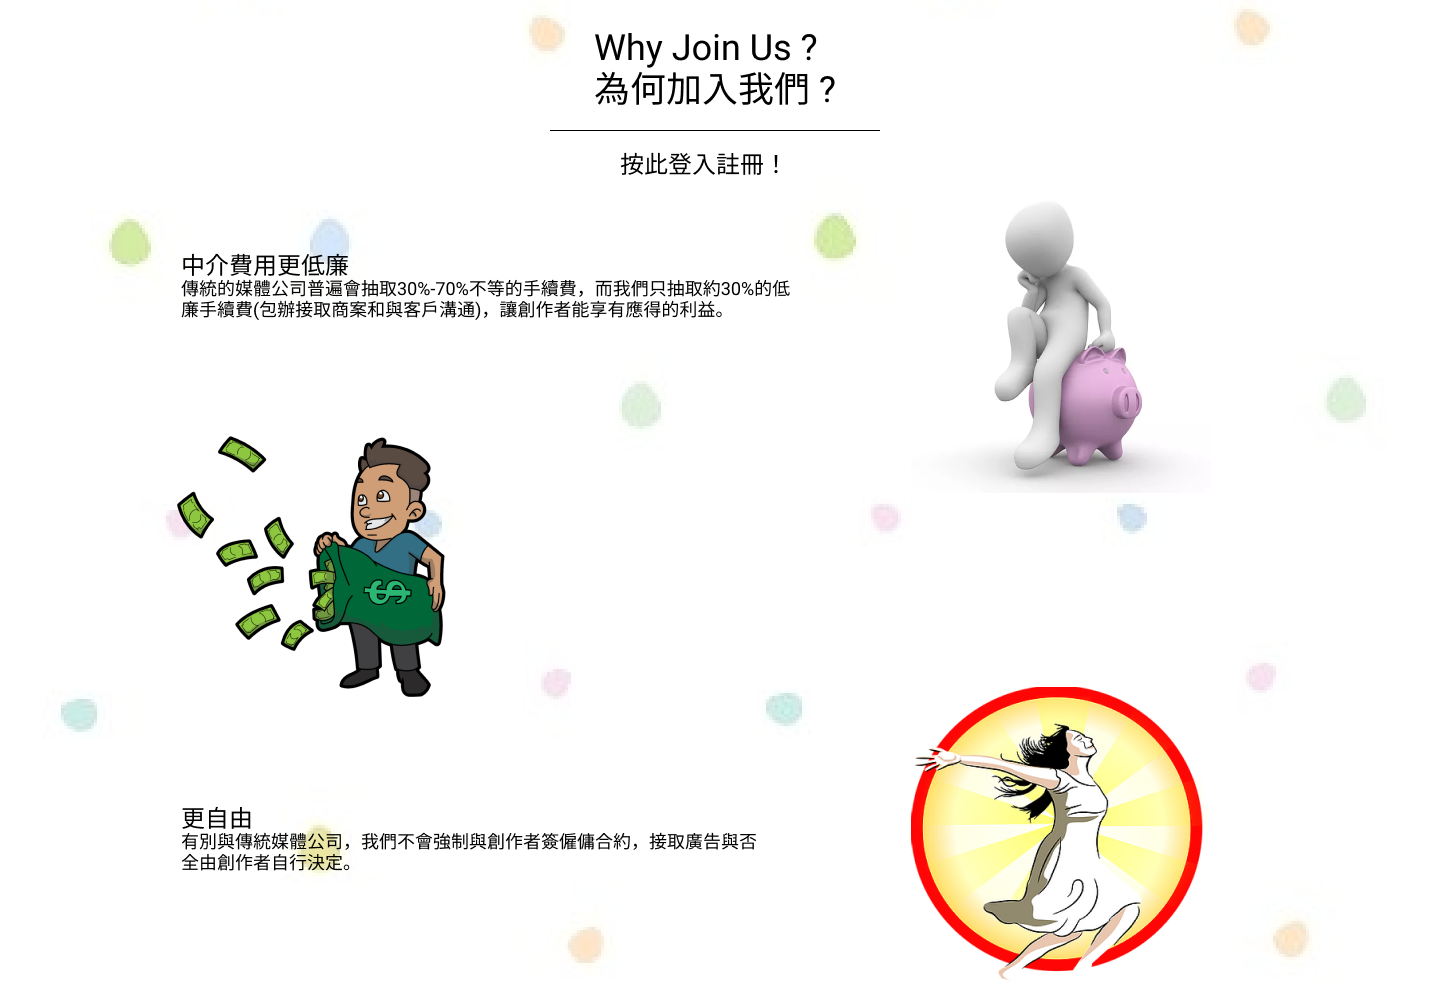 Why Join Us ?
為何加入我們 ?
按此登入註冊！
中介費用更低廉
傳統的媒體公司普遍會抽取30%-70%不等的手續費，而我們只抽取約30%的低
廉手續費(包辦接取商案和與客戶溝通)，讓創作者能享有應得的利益。
$
更自由
有別與傳統媒體公司，我們不會強制與創作者簽僱傭合約，接取廣告與否
全由創作者自行決定。